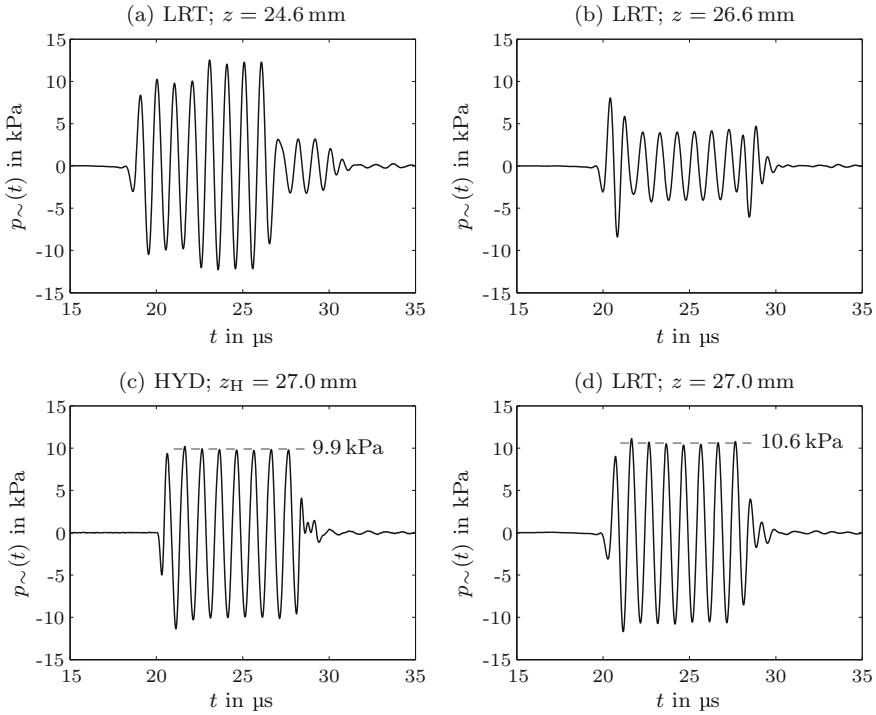 (a) LRT; z = 24.6 mm
15
10
5
0
-5
-10
-15
p~(t) in kPa
15 20 25 30 35
t in µs
(b) LRT; z = 26.6 mm
15
10
5
0
-5
-10
-15
p~(t) in kPa
15 20 25 30 35
t in µs
(c) HYD; zH = 27.0 mm
15
10
5
0
-5
-10
-15
p~(t) in kPa
9.9 kPa
15 20 25 30 35
t in µs
(d) LRT; z = 27.0 mm
15
10
5
0
-5
-10
-15
p~(t) in kPa
10.6 kPa
15 20 25 30 35
t in µs